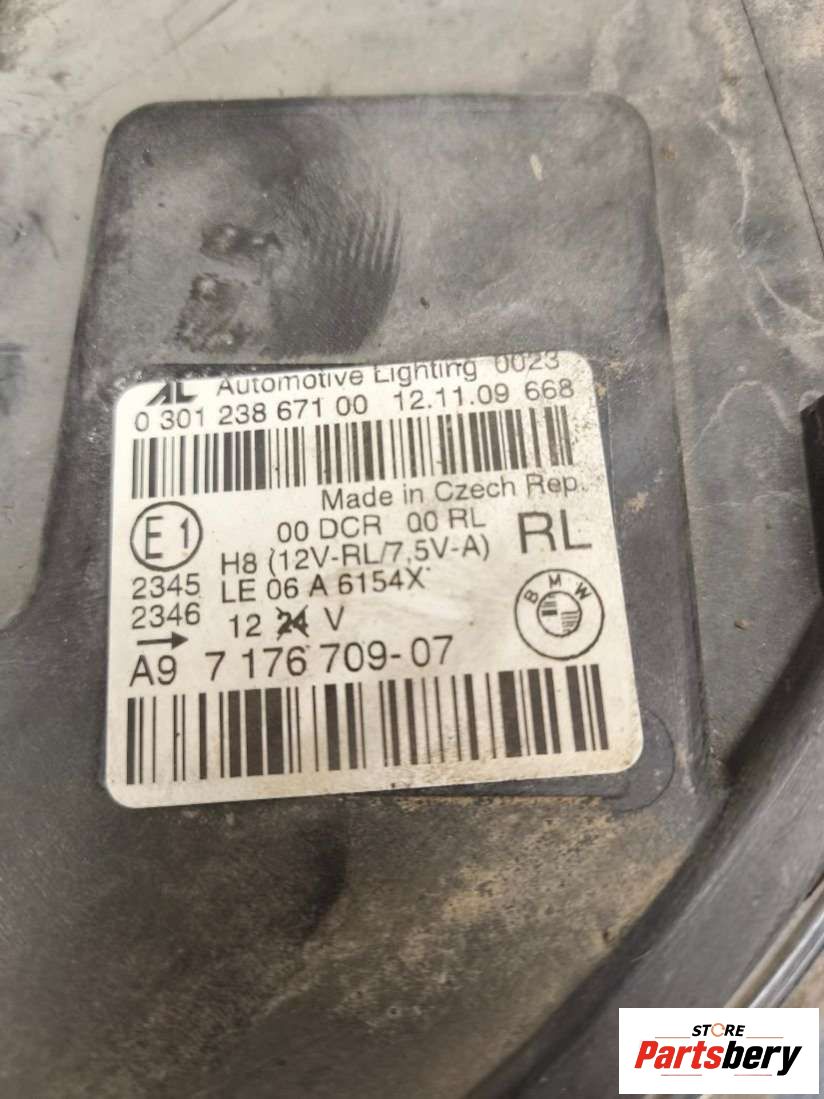 AL Automotive Lighting 0023
0 301 238 671 00 12.11.09 668
Made in Czech Rep.
E1
00 DCR 00 RL
RL
H8 (12V-RL/7,5V-A)
2345 LE 06 A 6154X
2346
12 24 V
BMW
A9 7 176 709-07
STORE
Partsbery